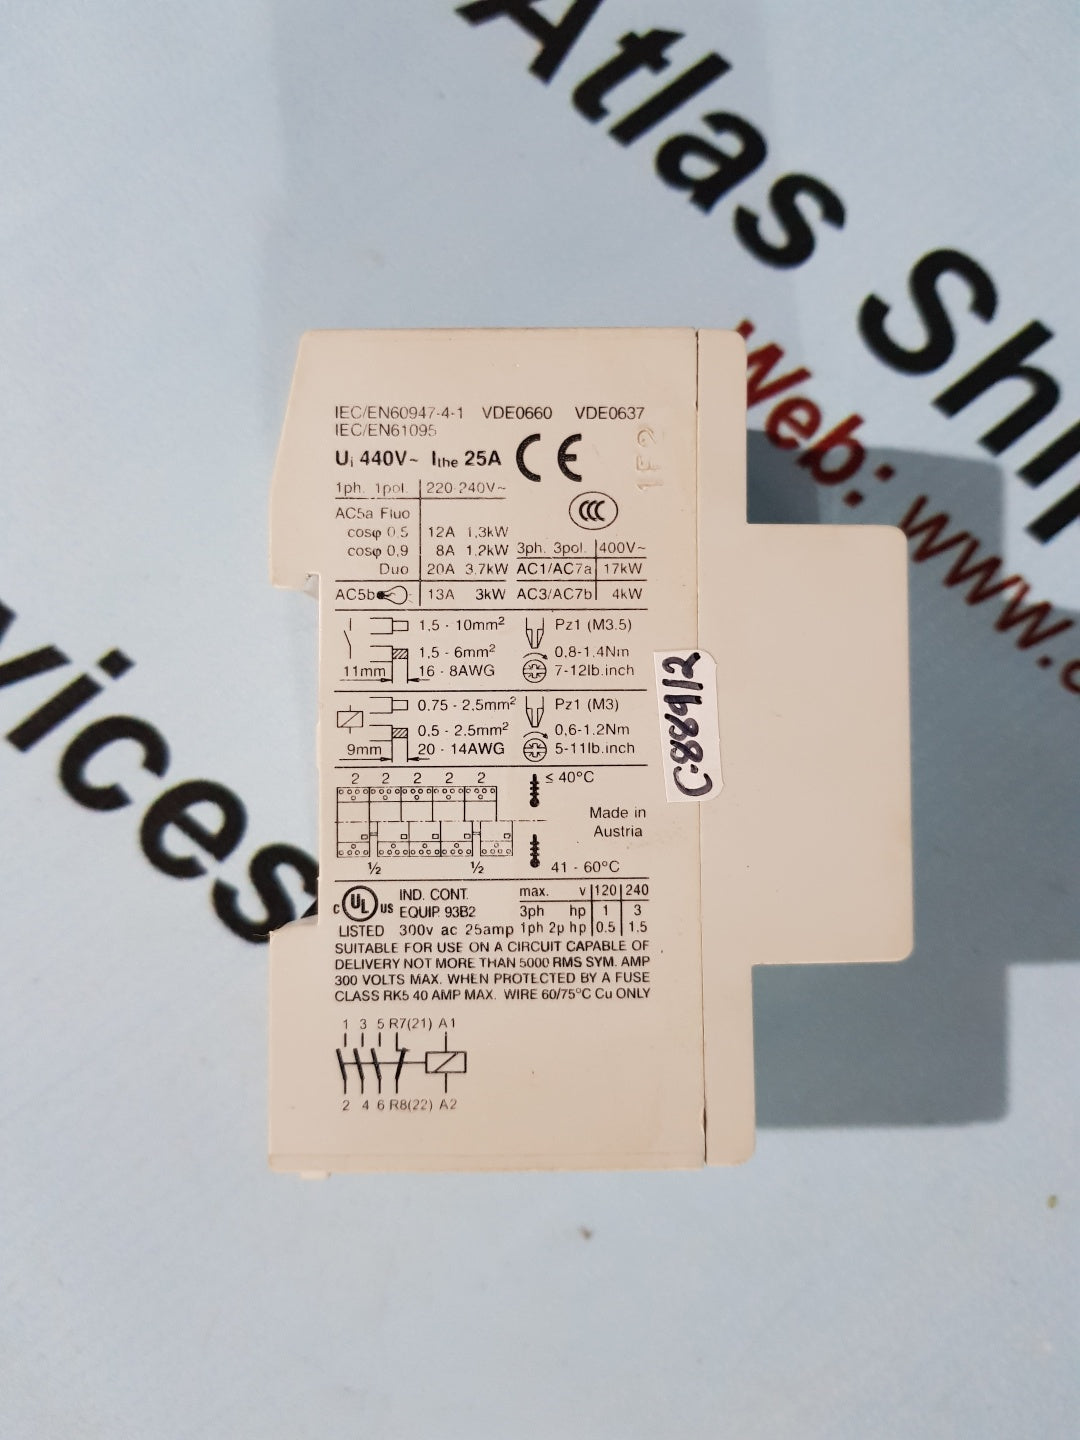 Atlas Shi
Web: www.
vices
IEC/EN60947-4-1 VDE0660 VDE0637
IEC/EN61095
Ui 440V~ Ithe 25A CE
1F2
1ph. 1pol. 220-240V~
CCC
AC5a Fluo
cosφ 0,5 12A 1,3kW
cosφ 0,9 8A 1,2kW 3ph. 3pol. 400V~
Duo 20A 3,7kW AC1/AC7a 17kW
AC5b 13A 3kW AC3/AC7b 4kW
1,5 - 10mm² Pz1 (M3.5)
1,5 - 6mm² 0,8-1,4Nm
11mm 16 - 8AWG 7-12lb.inch
0.75 - 2.5mm² Pz1 (M3)
0.5 - 2.5mm² 0,6-1.2Nm
9mm 20 - 14AWG 5-11lb.inch
2 2 2 2 2 ≤ 40°C
Made in
Austria
½ ½ 41 - 60°C
C UL US IND. CONT. max. v 120 240
EQUIP. 93B2 3ph hp 1 3
LISTED 300v ac 25amp 1ph 2p hp 0.5 1.5
SUITABLE FOR USE ON A CIRCUIT CAPABLE OF
DELIVERY NOT MORE THAN 5000 RMS SYM. AMP
300 VOLTS MAX. WHEN PROTECTED BY A FUSE
CLASS RK5 40 AMP MAX. WIRE 60/75°C Cu ONLY
1 3 5 R7(21) A1
2 4 6 R8(22) A2